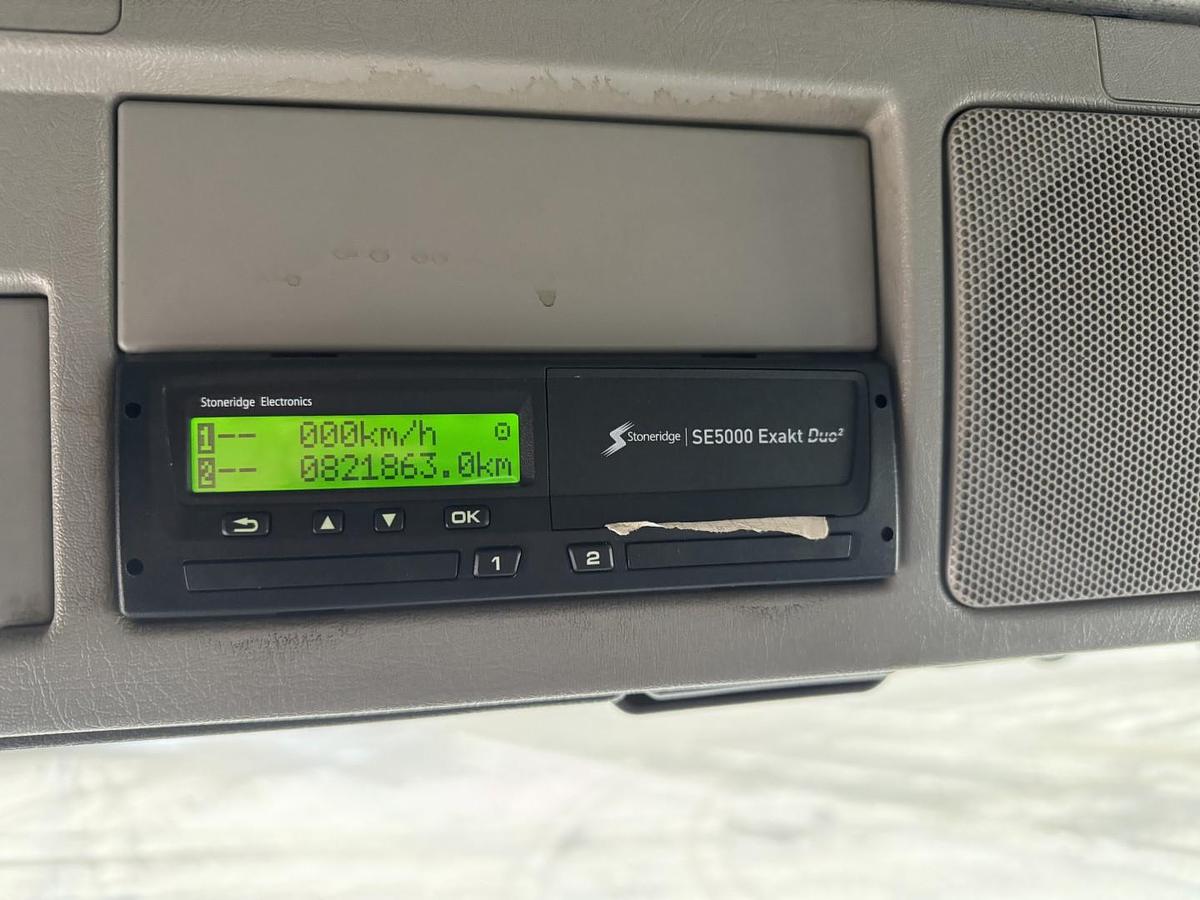 Stoneridge Electronics
1-- 000km/h
2-- 0821863.0km
Stoneridge | SE5000 Exakt Duo²
OK
1
2